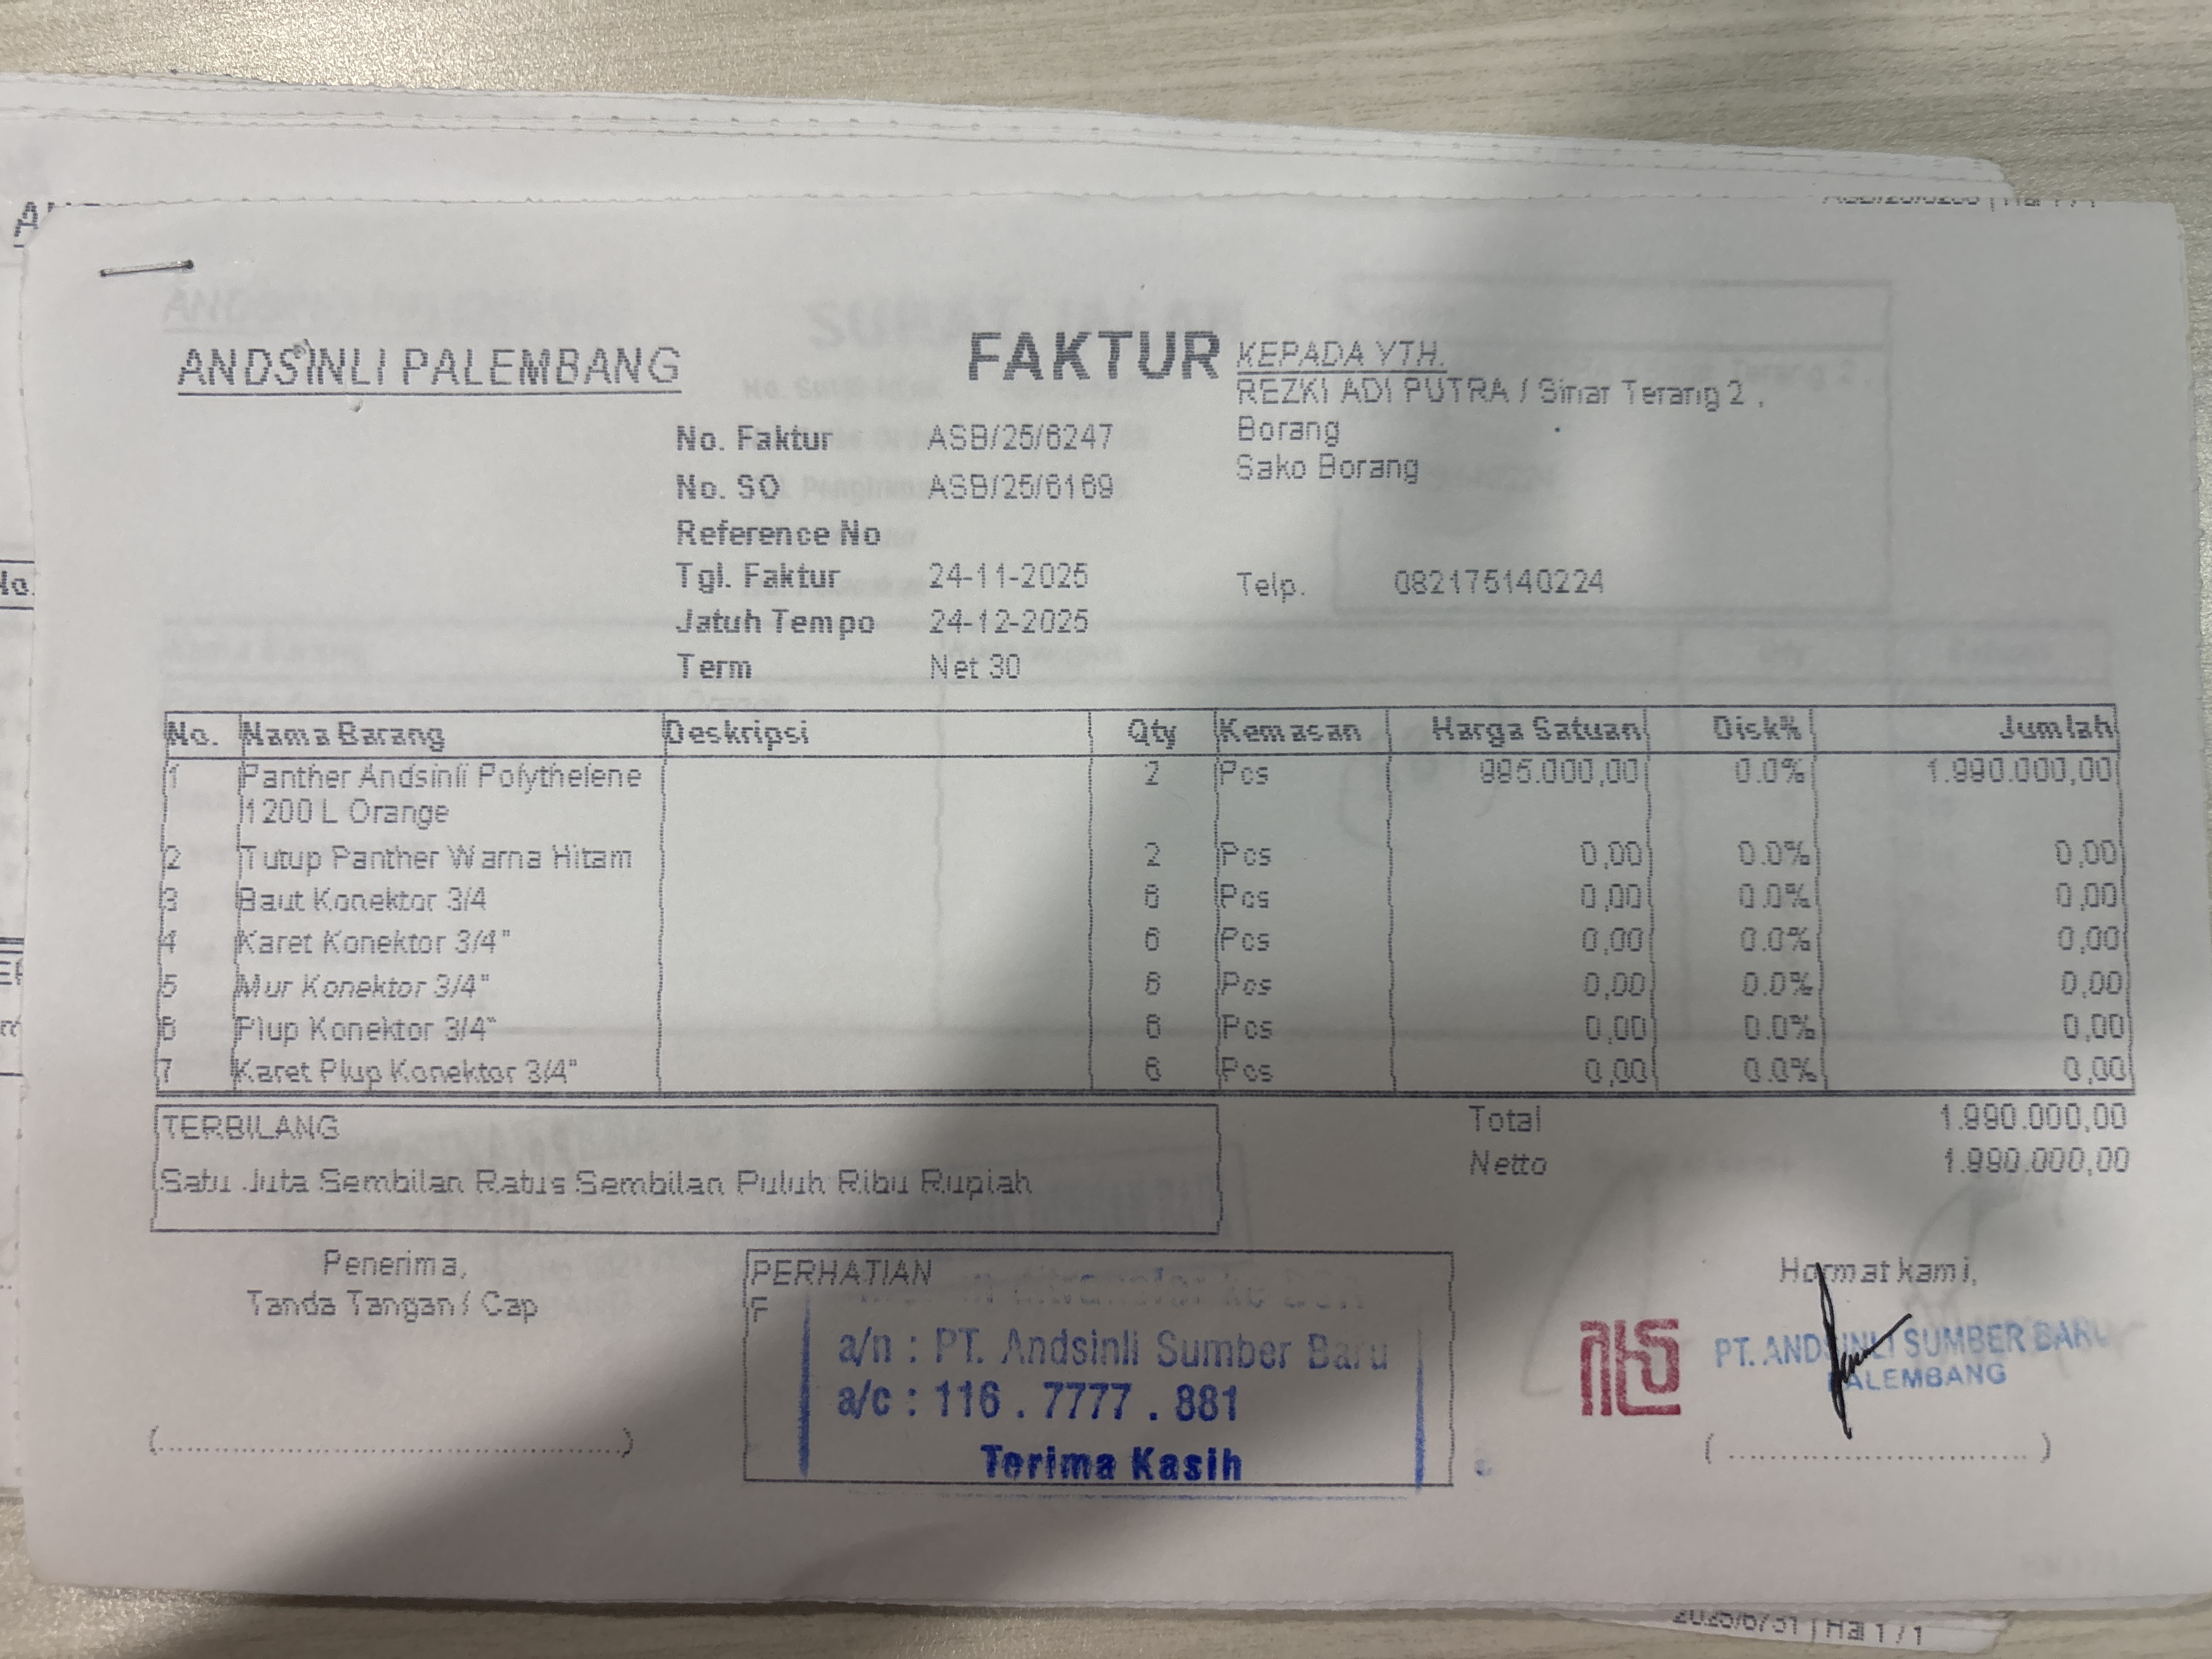 ANDSINLI PALEMBANG
FAKTUR
KEPADA YTH.
REZKI ADI PUTRA / Sinar Terang 2 ,
Borang
Sako Borang
No. Faktur ASB/25/6247
No. SO ASB/25/6169
Reference No
Tgl. Faktur 24-11-2025
Telp. 082175140224
Jatuh Tempo 24-12-2025
Term Net 30
No. Nama Barang Deskripsi Qty Kemasan Harga Satuan Disk% Jumlah
1 Panther Andsinli Polythelene 2 Pcs 995.000,00 0.0% 1.990.000,00
1200 L Orange
2 Tutup Panther Warna Hitam 2 Pcs 0,00 0.0% 0,00
3 Baut Konektor 3/4 6 Pcs 0,00 0.0% 0,00
4 Karet Konektor 3/4" 6 Pcs 0,00 0.0% 0,00
5 Mur Konektor 3/4" 6 Pcs 0,00 0.0% 0,00
6 Plup Konektor 3/4" 6 Pcs 0,00 0.0% 0,00
7 Karet Plup Konektor 3/4" 6 Pcs 0,00 0.0% 0,00
TERBILANG
Satu Juta Sembilan Ratus Sembilan Puluh Ribu Rupiah
Total 1.990.000,00
Netto 1.990.000,00
Penerima,
Tanda Tangan / Cap
PERHATIAN
F
a/n : PT. Andsinli Sumber Baru
a/c : 116 . 7777 . 881
Terima Kasih
Hormat kami,
PT. ANDSINLI SUMBER BARU
PALEMBANG
(..........................................)
( ............................ )
Hal 1 / 1